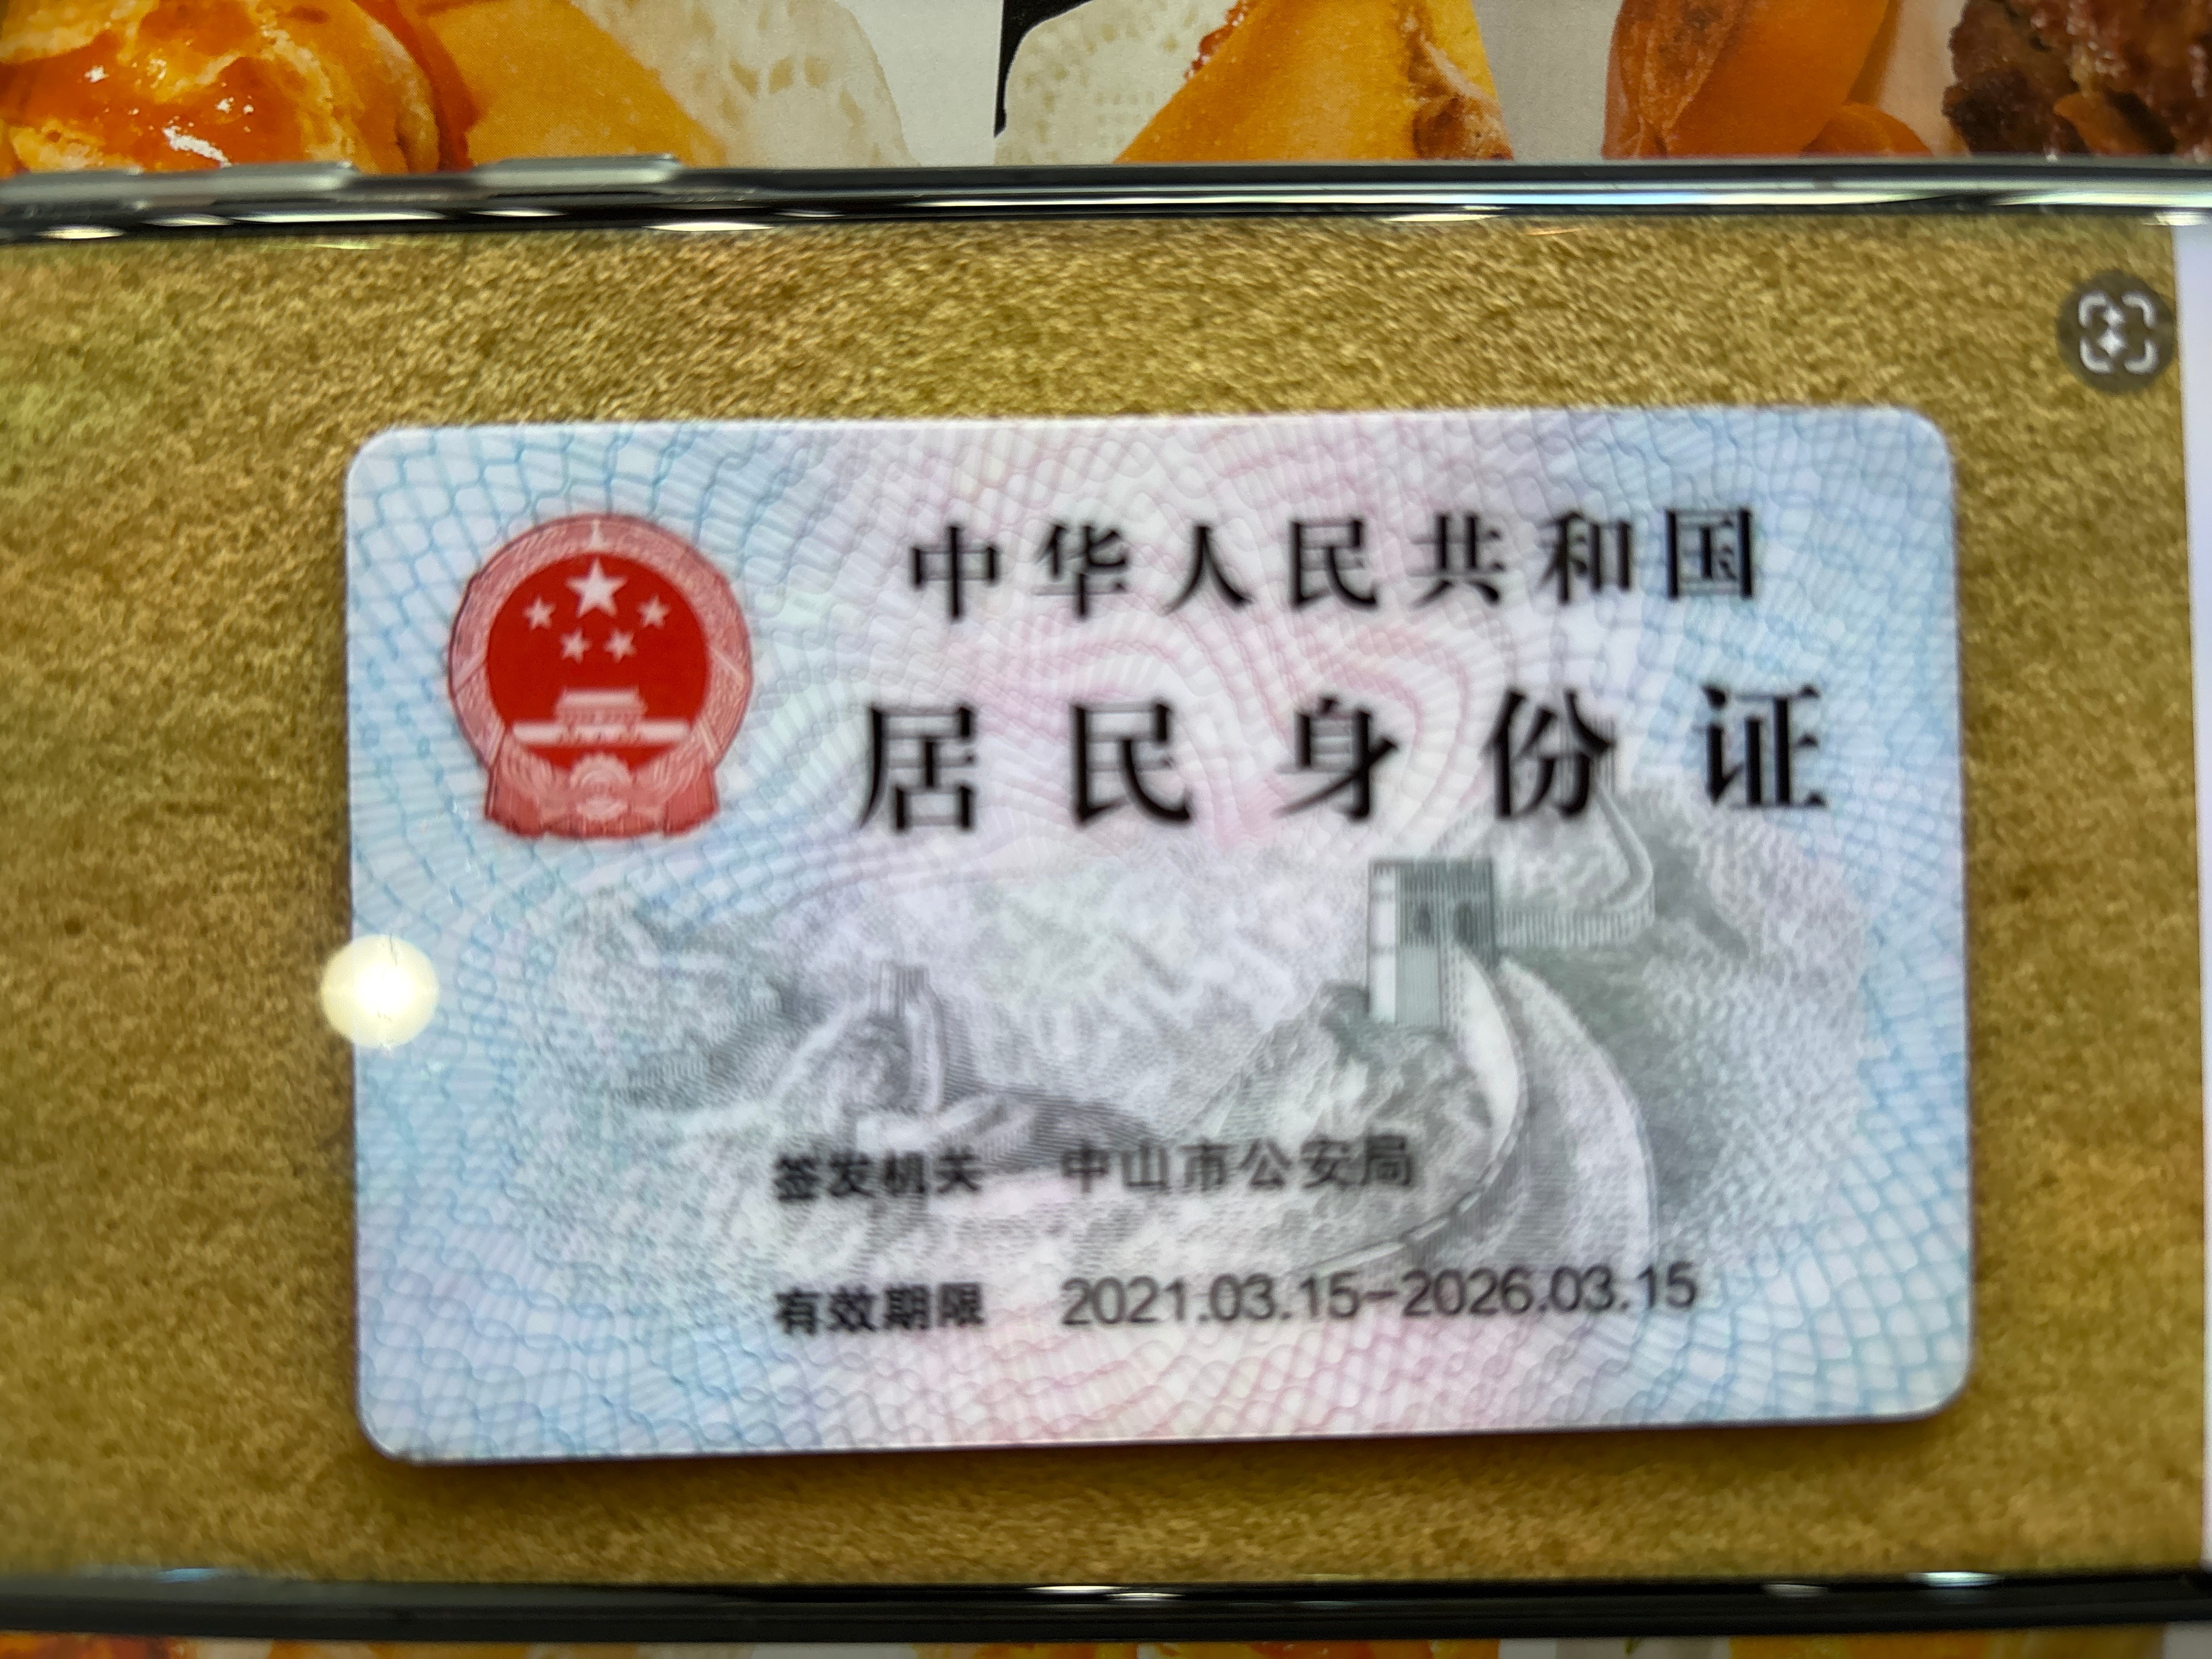 中华人民共和国
居民身份证
签发机关 中山市公安局
有效期限 2021.03.15-2026.03.15